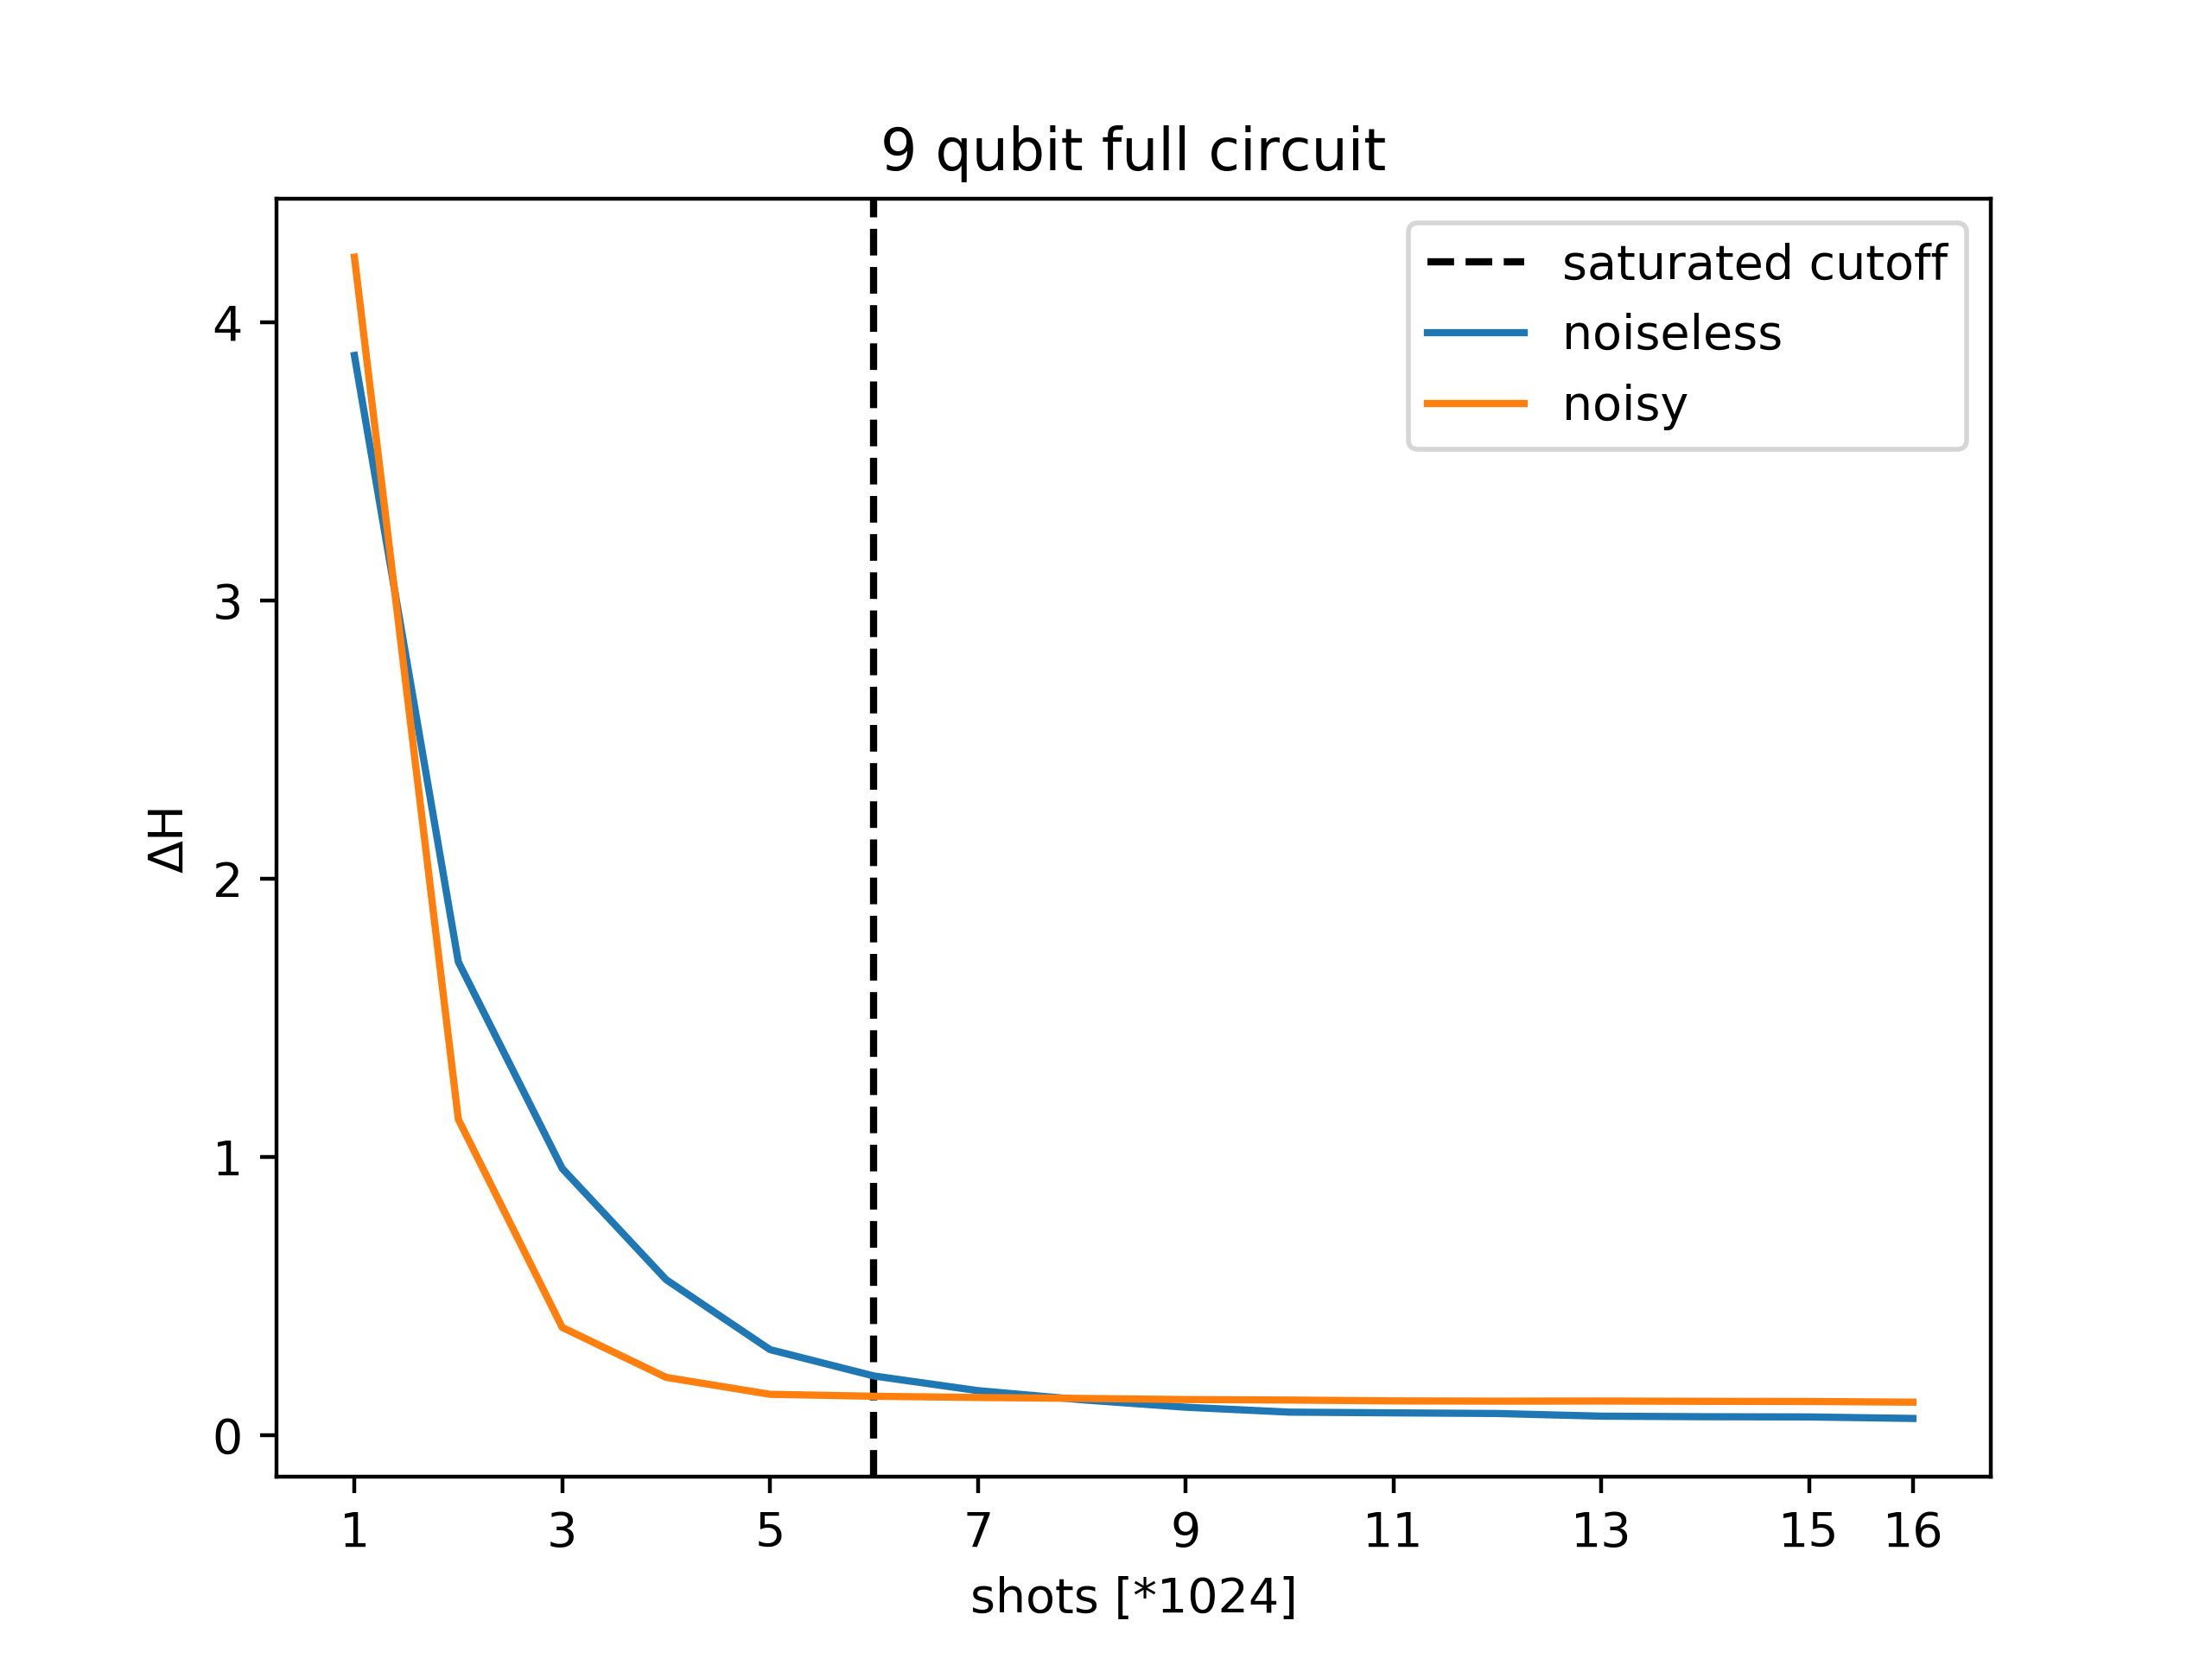 9 qubit full circuit
saturated cutoff
noiseless
noisy
ΔH
4
3
2
1
0
1 3 5 7 9 11 13 15 16
shots [*1024]